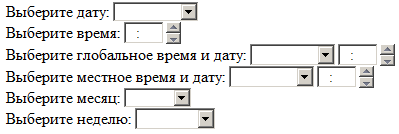 Выберите дату:
Выберите время: :
Выберите глобальное время и дату: :
Выберите местное время и дату: :
Выберите месяц:
Выберите неделю: